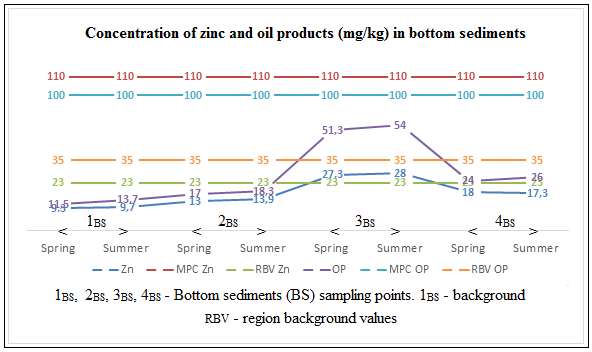 Concentration of zinc and oil products (mg/kg) in bottom sediments
110 110 110 110 110 110 110 110
100 100 100 100 100 100 100 100
51,3 54
35 35 35 35 35 35 35 35
27,3 28 24 26
23 23 23 23 23 23 23 23
11,5 13,7 17 18,3 18 17,3
9,5 9,7 13 13,9
1BS 2BS 3BS 4BS
< > < > < > < >
Spring Summer Spring Summer Spring Summer Spring Summer
Zn MPC Zn RBV Zn OP MPC OP RBV OP
1BS, 2BS, 3BS, 4BS - Bottom sediments (BS) sampling points. 1BS - background
RBV - region background values